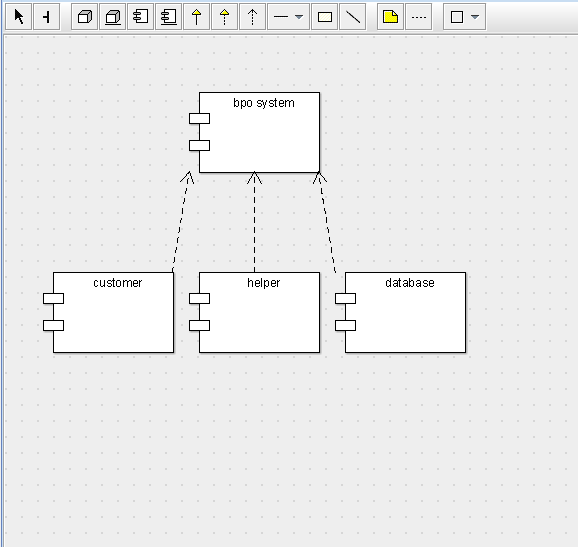 bpo system
customer
helper
database